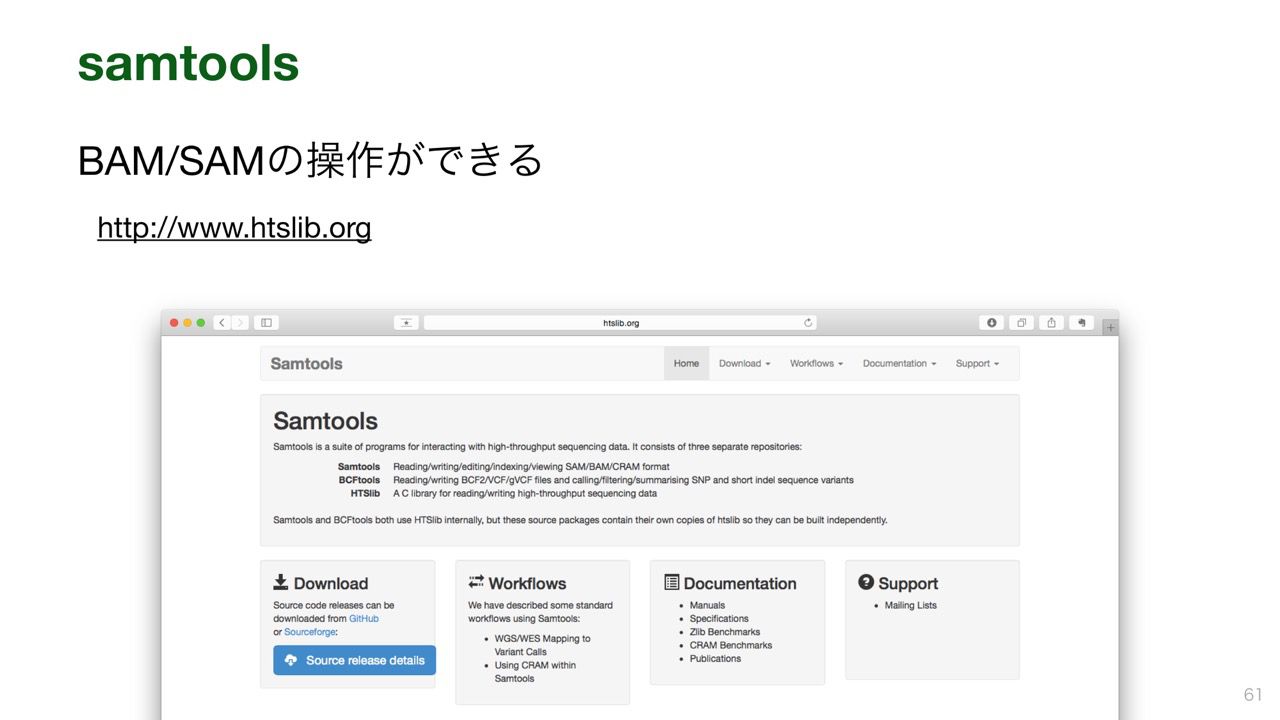 samtools
BAM/SAMの操作ができる
http://www.htslib.org
htslib.org
Samtools
Home Download Workflows Documentation Support
Samtools
Samtools is a suite of programs for interacting with high-throughput sequencing data. It consists of three separate repositories:
Samtools Reading/writing/editing/indexing/viewing SAM/BAM/CRAM format
BCFtools Reading/writing BCF2/VCF/gVCF files and calling/filtering/summarising SNP and short indel sequence variants
HTSlib A C library for reading/writing high-throughput sequencing data
Samtools and BCFtools both use HTSlib internally, but these source packages contain their own copies of htslib so they can be built independently.
Download
Source code releases can be
downloaded from GitHub
or Sourceforge:
Source release details
Workflows
We have described some standard
workflows using Samtools:
• WGS/WES Mapping to
Variant Calls
• Using CRAM within
Samtools
Documentation
• Manuals
• Specifications
• Zlib Benchmarks
• CRAM Benchmarks
• Publications
Support
• Mailing Lists
61